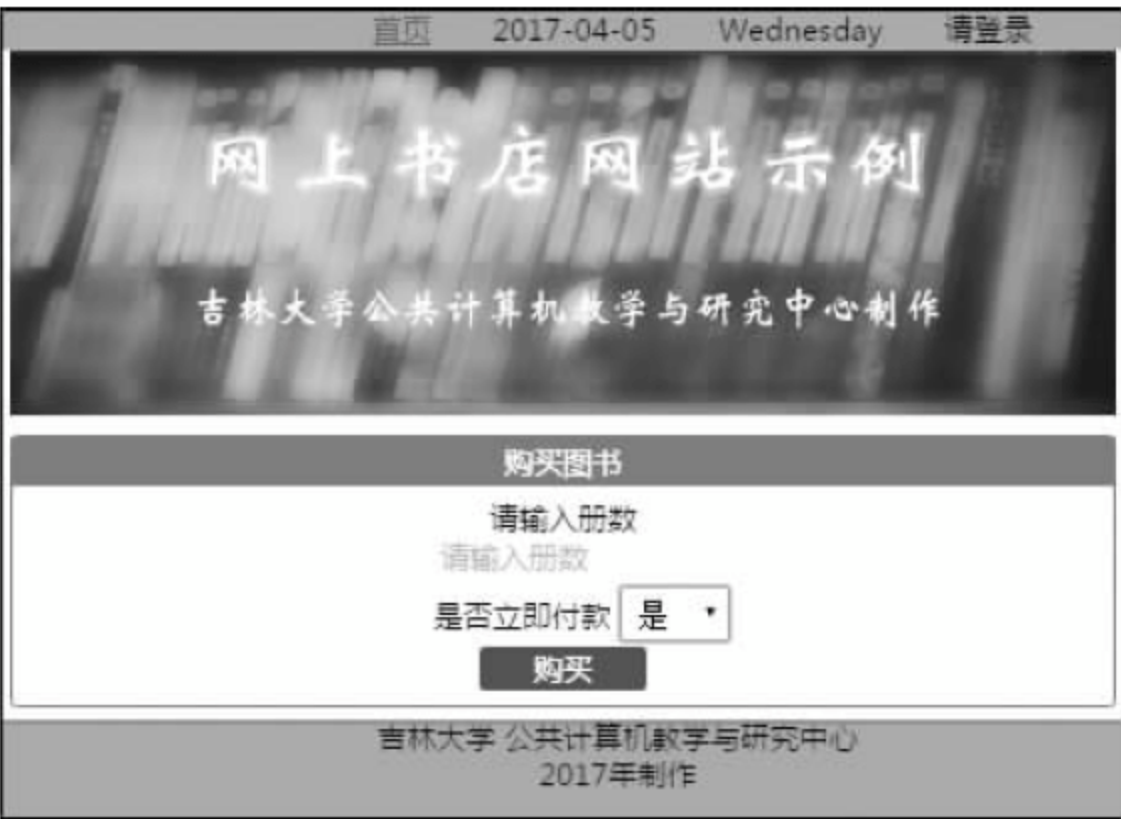 首页 2017-04-05 Wednesday 请登录
网上书店网站示例
吉林大学公共计算机教学与研究中心制作
购买图书
请输入册数
请输入册数
是否立即付款 是
购买
吉林大学 公共计算机教学与研究中心
2017年制作